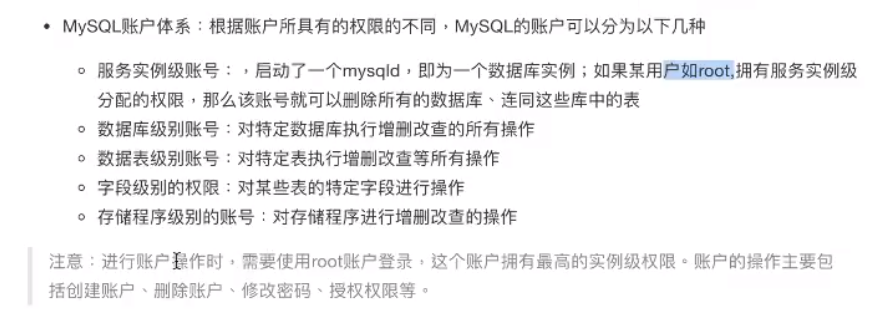 • MySQL账户体系：根据账户所具有的权限的不同，MySQL的账户可以分为以下几种
◦ 服务实例级账号：，启动了一个mysqld，即为一个数据库实例；如果某用户如root,拥有服务实例级
分配的权限，那么该账号就可以删除所有的数据库、连同这些库中的表
◦ 数据库级别账号：对特定数据库执行增删改查的所有操作
◦ 数据表级别账号：对特定表执行增删改查等所有操作
◦ 字段级别的权限：对某些表的特定字段进行操作
◦ 存储程序级别的账号：对存储程序进行增删改查的操作
注意：进行账户操作时，需要使用root账户登录，这个账户拥有最高的实例级权限。账户的操作主要包
括创建账户、删除账户、修改密码、授权权限等。